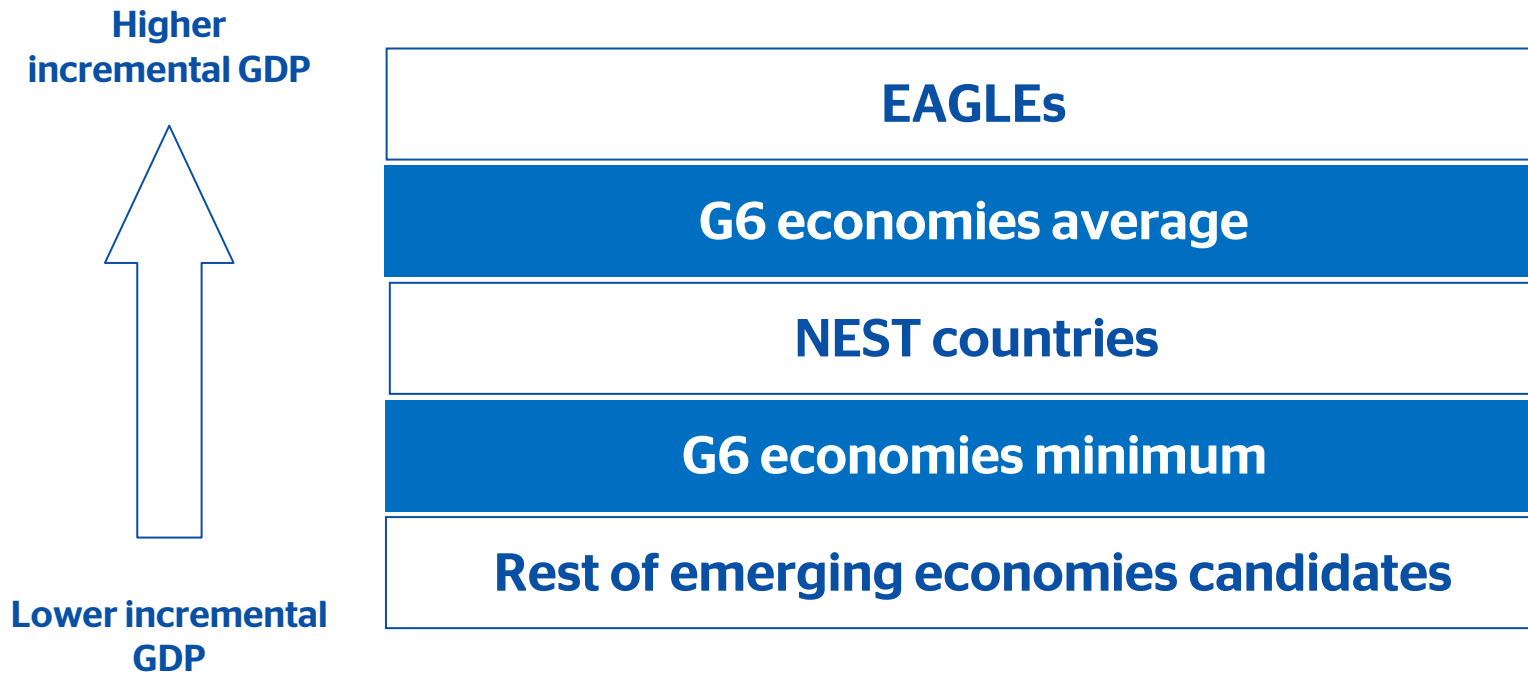 Higher
incremental GDP
EAGLEs
G6 economies average
NEST countries
G6 economies minimum
Rest of emerging economies candidates
Lower incremental
GDP